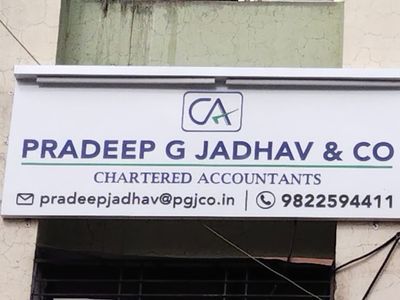 CA
PRADEEP G JADHAV & CO
CHARTERED ACCOUNTANTS
pradeepjadhav@pgjco.in | 9822594411